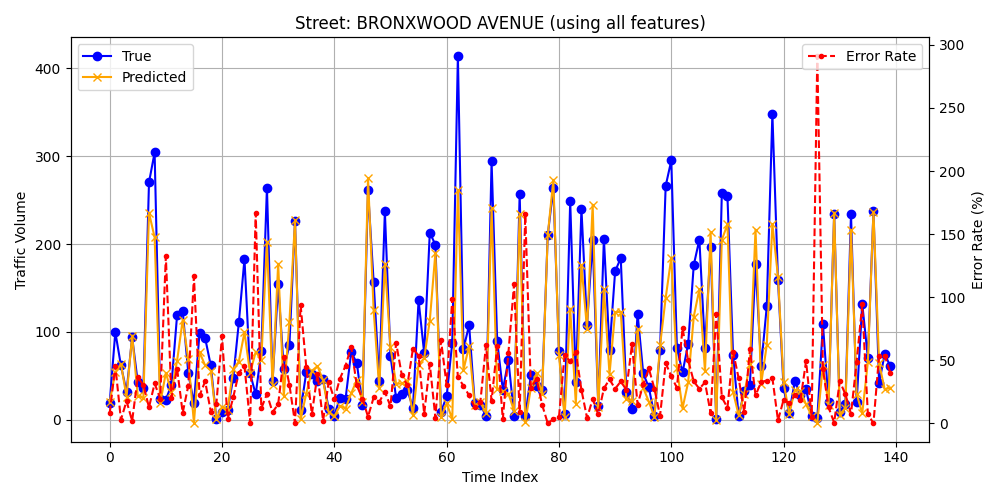 Street: BRONXWOOD AVENUE (using all features)
True
Predicted
Error Rate
Traffic Volume
400
300
200
100
0
300
250
200
150
100
50
0
Error Rate (%)
0 20 40 60 80 100 120 140
Time Index